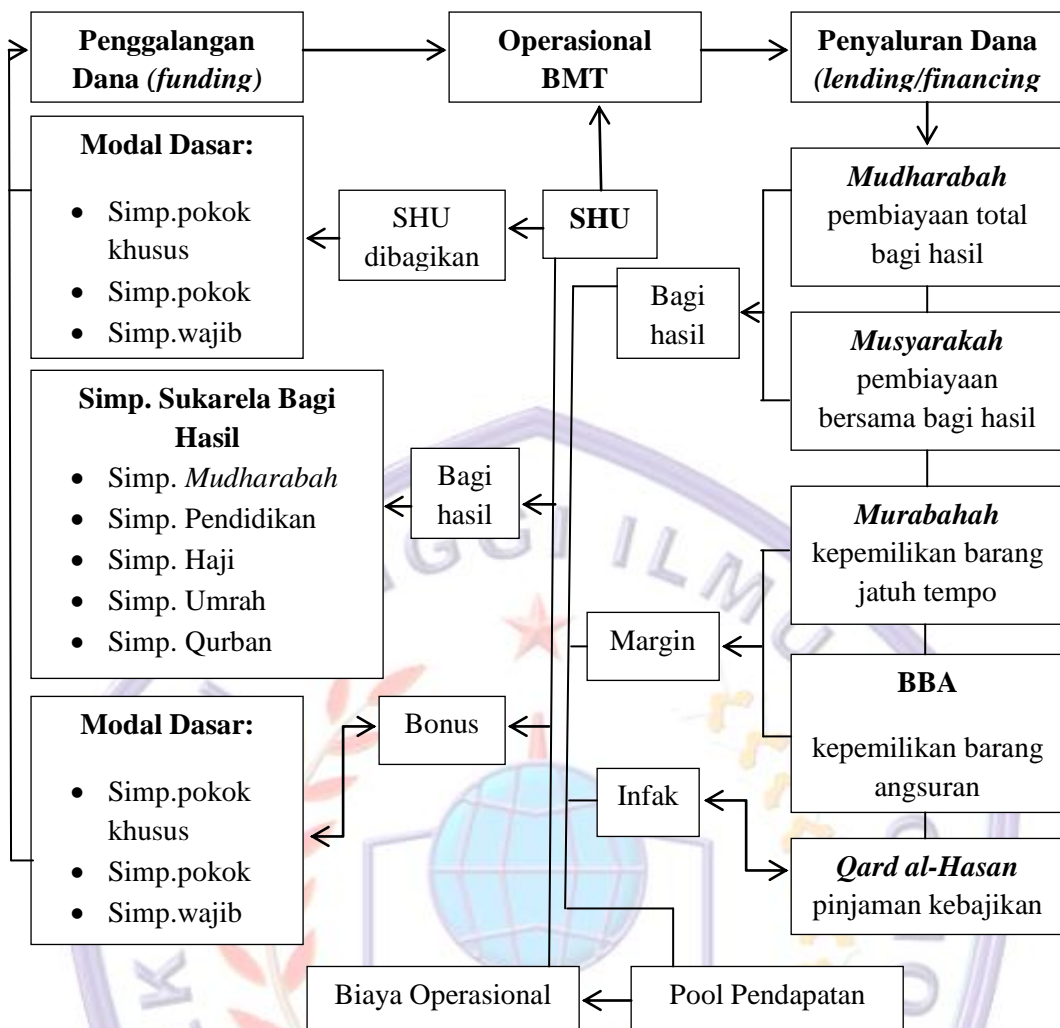 Penggalangan
Dana (funding)
Operasional
BMT
Penyaluran Dana
(lending/financing
Modal Dasar:
• Simp.pokok
khusus
• Simp.pokok
• Simp.wajib
SHU
dibagikan
SHU
Mudharabah
pembiayaan total
bagi hasil
Bagi
hasil
Musyarakah
pembiayaan
bersama bagi hasil
Simp. Sukarela Bagi
Hasil
• Simp. Mudharabah
• Simp. Pendidikan
• Simp. Haji
• Simp. Umrah
• Simp. Qurban
Bagi
hasil
Murabahah
kepemilikan barang
jatuh tempo
Margin
BBA
kepemilikan barang
angsuran
Modal Dasar:
• Simp.pokok
khusus
• Simp.pokok
• Simp.wajib
Bonus
Infak
Qard al-Hasan
pinjaman kebajikan
Biaya Operasional
Pool Pendapatan
GGI ILMU